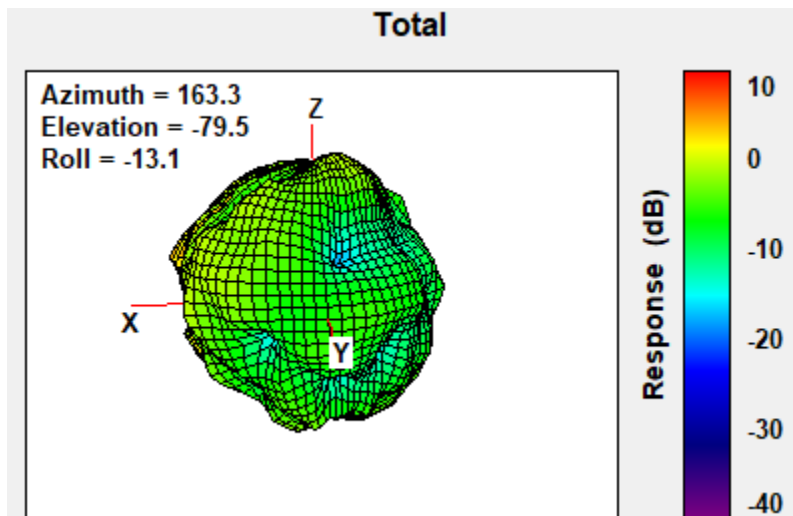 Total
Azimuth = 163.3
Elevation = -79.5
Roll = -13.1
Z
X
Y
Response (dB)
10
0
-10
-20
-30
-40